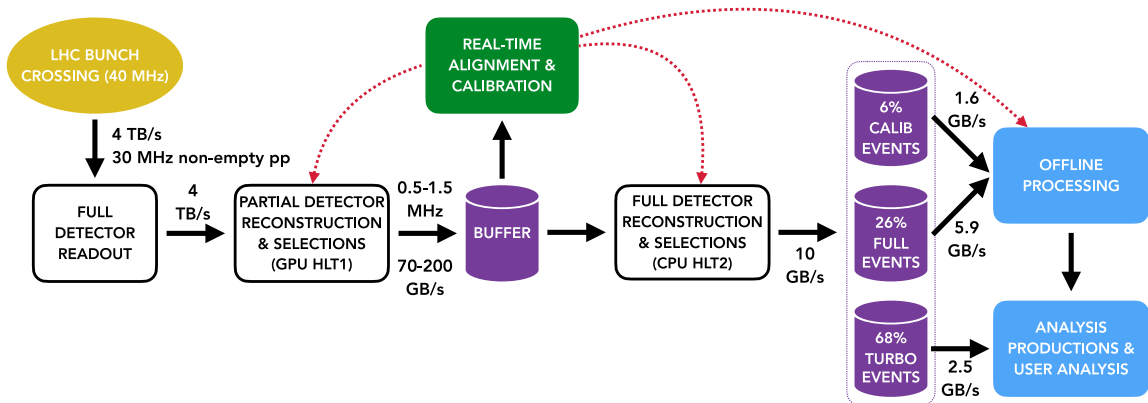 LHC BUNCH
CROSSING (40 MHz)
4 TB/s
30 MHz non-empty pp
FULL
DETECTOR
READOUT
4
TB/s
PARTIAL DETECTOR
RECONSTRUCTION
& SELECTIONS
(GPU HLT1)
0.5-1.5
MHz
70-200
GB/s
REAL-TIME
ALIGNMENT &
CALIBRATION
BUFFER
FULL DETECTOR
RECONSTRUCTION
& SELECTIONS
(CPU HLT2)
10
GB/s
6%
CALIB
EVENTS
26%
FULL
EVENTS
68%
TURBO
EVENTS
1.6
GB/s
5.9
GB/s
2.5
GB/s
OFFLINE
PROCESSING
ANALYSIS
PRODUCTIONS &
USER ANALYSIS